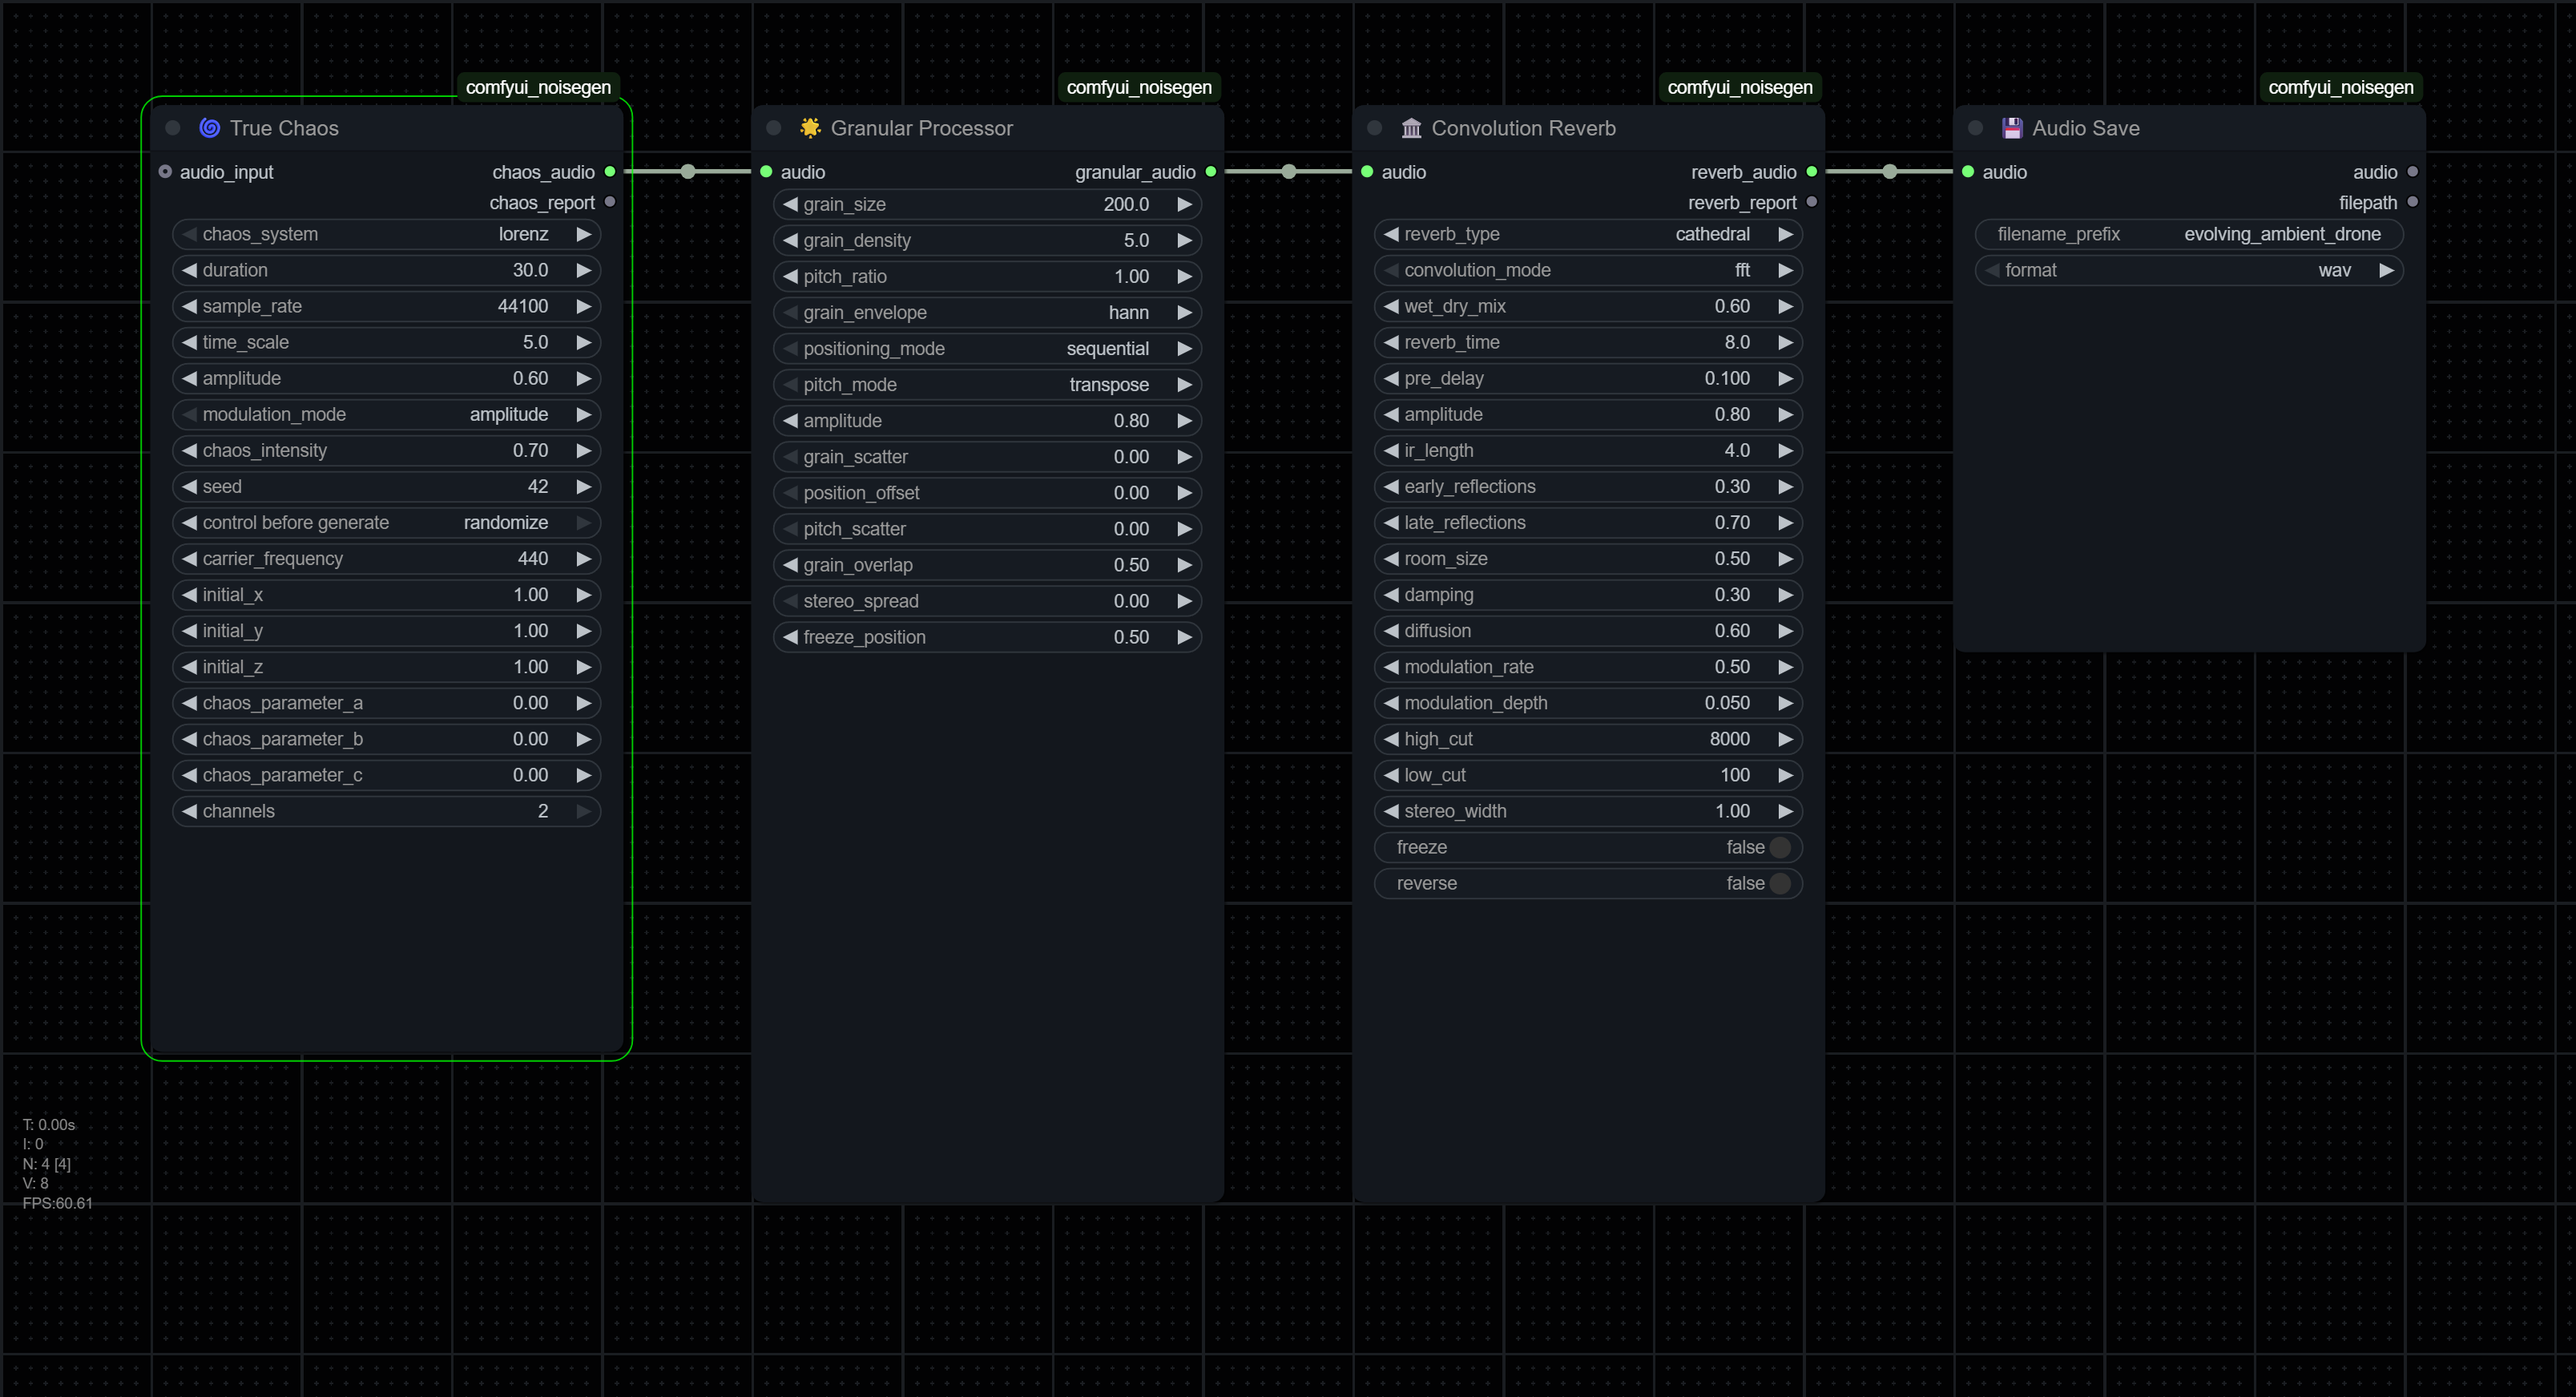 comfyui_noisegen
True Chaos
audio_input chaos_audio
chaos_report
chaos_system lorenz
duration 30.0
sample_rate 44100
time_scale 5.0
amplitude 0.60
modulation_mode amplitude
chaos_intensity 0.70
seed 42
control before generate randomize
carrier_frequency 440
initial_x 1.00
initial_y 1.00
initial_z 1.00
chaos_parameter_a 0.00
chaos_parameter_b 0.00
chaos_parameter_c 0.00
channels 2
comfyui_noisegen
Granular Processor
audio granular_audio
grain_size 200.0
grain_density 5.0
pitch_ratio 1.00
grain_envelope hann
positioning_mode sequential
pitch_mode transpose
amplitude 0.80
grain_scatter 0.00
position_offset 0.00
pitch_scatter 0.00
grain_overlap 0.50
stereo_spread 0.00
freeze_position 0.50
comfyui_noisegen
Convolution Reverb
audio reverb_audio
reverb_report
reverb_type cathedral
convolution_mode fft
wet_dry_mix 0.60
reverb_time 8.0
pre_delay 0.100
amplitude 0.80
ir_length 4.0
early_reflections 0.30
late_reflections 0.70
room_size 0.50
damping 0.30
diffusion 0.60
modulation_rate 0.50
modulation_depth 0.050
high_cut 8000
low_cut 100
stereo_width 1.00
freeze false
reverse false
comfyui_noisegen
Audio Save
audio audio
filepath
filename_prefix evolving_ambient_drone
format wav
T: 0.00s
I: 0
N: 4 [4]
V: 8
FPS:60.61